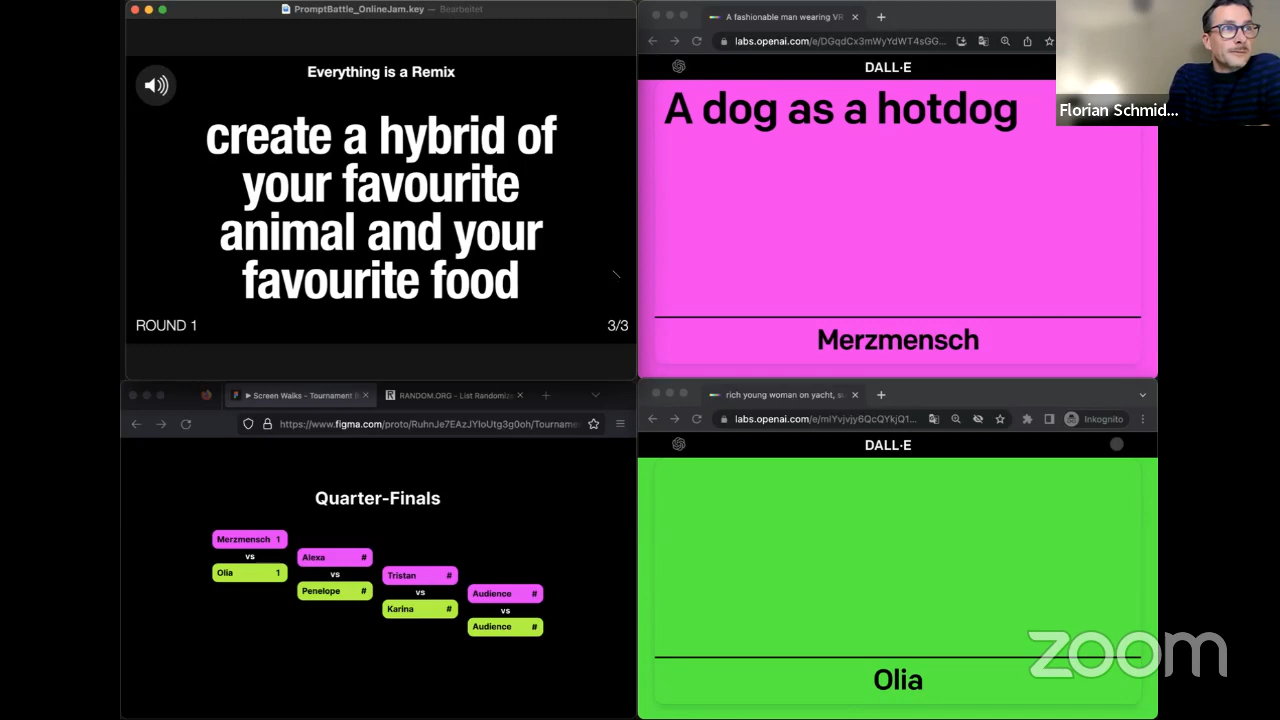 PromptBattle_OnlineJam.key — Bearbeitet
Everything is a Remix
create a hybrid of
your favourite
animal and your
favourite food
ROUND 1
3/3
A fashionable man wearing VR
labs.openai.com/e/DGqdCx3mWyYdWT4sGG...
DALL·E
A dog as a hotdog
Merzmensch
Florian Schmid...
Screen Walks – Tournament
RANDOM.ORG - List Randomize
https://www.figma.com/proto/RuhnJe7EAzJYIoUtg3g0oh/Tourname
Quarter-Finals
Merzmensch 1
vs
Olia 1
Alexa #
vs
Penelope #
Tristan #
vs
Karina #
Audience #
vs
Audience #
rich young woman on yacht, su
labs.openai.com/e/mIYvjvjy6QcQYkjQ1...
Inkognito
DALL·E
Olia
zoom